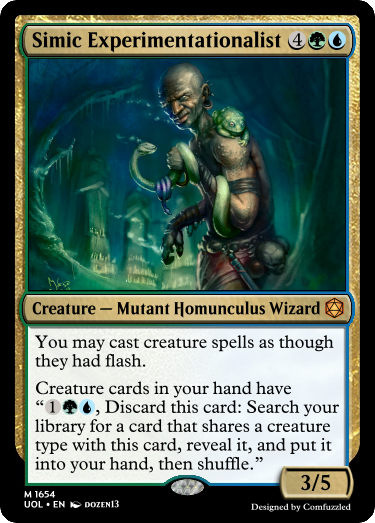 Simic Experimentationalist 4
Creature — Mutant Homunculus Wizard
You may cast creature spells as though
they had flash.
Creature cards in your hand have
“1, Discard this card: Search your
library for a card that shares a creature
type with this card, reveal it, and put it
into your hand, then shuffle.”
3/5
M 1654
UOL • EN DOZEN13
Designed by Comfuzzled